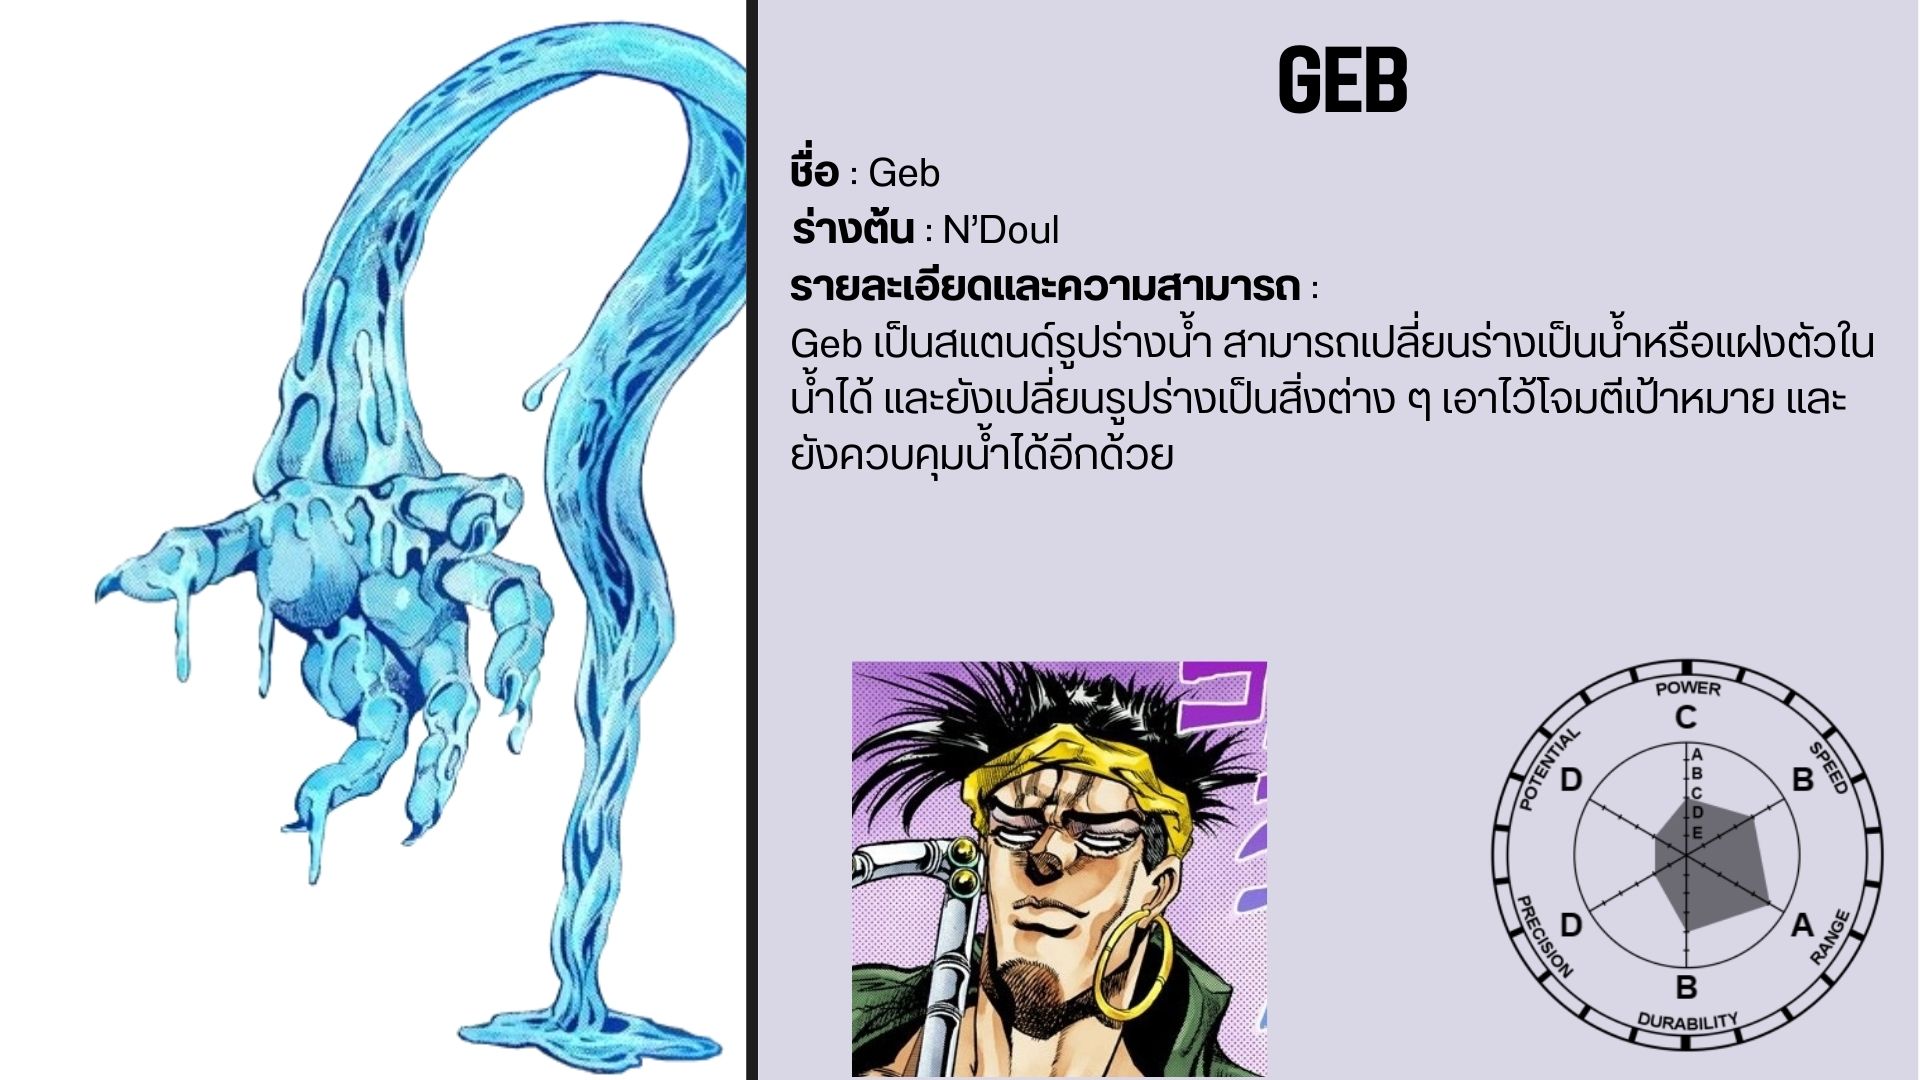 GEB
ชื่อ : Geb
ร่างต้น : N’Doul
รายละเอียดและความสามารถ :
Geb เป็นสแตนด์รูปร่างน้ำ สามารถเปลี่ยนร่างเป็นน้ำหรือแฝงตัวใน
น้ำได้ และยังเปลี่ยนรูปร่างเป็นสิ่งต่าง ๆ เอาไว้โจมตีเป้าหมาย และ
ยังควบคุมน้ำได้อีกด้วย
POWER
C
SPEED
B
RANGE
A
DURABILITY
B
PRECISION
D
POTENTIAL
D
A
B
C
D
E